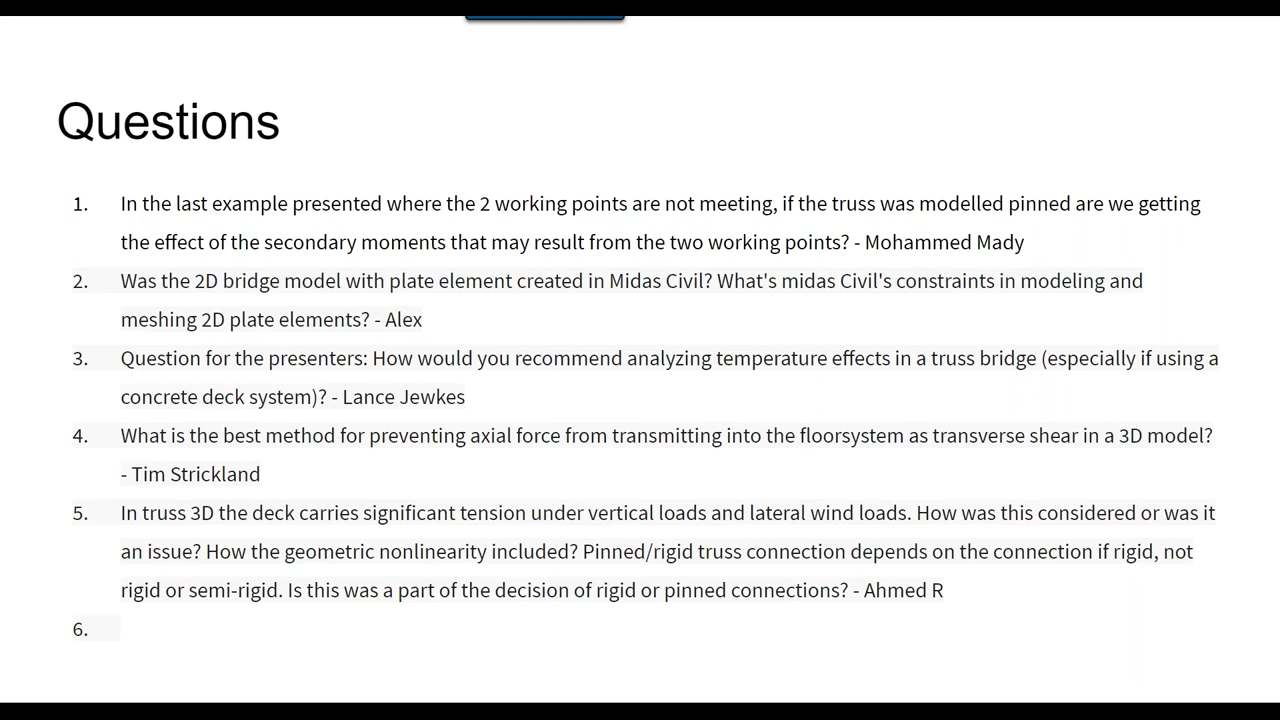 Questions
1. In the last example presented where the 2 working points are not meeting, if the truss was modelled pinned are we getting
the effect of the secondary moments that may result from the two working points? - Mohammed Mady
2. Was the 2D bridge model with plate element created in Midas Civil? What's midas Civil's constraints in modeling and
meshing 2D plate elements? - Alex
3. Question for the presenters: How would you recommend analyzing temperature effects in a truss bridge (especially if using a
concrete deck system)? - Lance Jewkes
4. What is the best method for preventing axial force from transmitting into the floorsystem as transverse shear in a 3D model?
- Tim Strickland
5. In truss 3D the deck carries significant tension under vertical loads and lateral wind loads. How was this considered or was it
an issue? How the geometric nonlinearity included? Pinned/rigid truss connection depends on the connection if rigid, not
rigid or semi-rigid. Is this was a part of the decision of rigid or pinned connections? - Ahmed R
6.